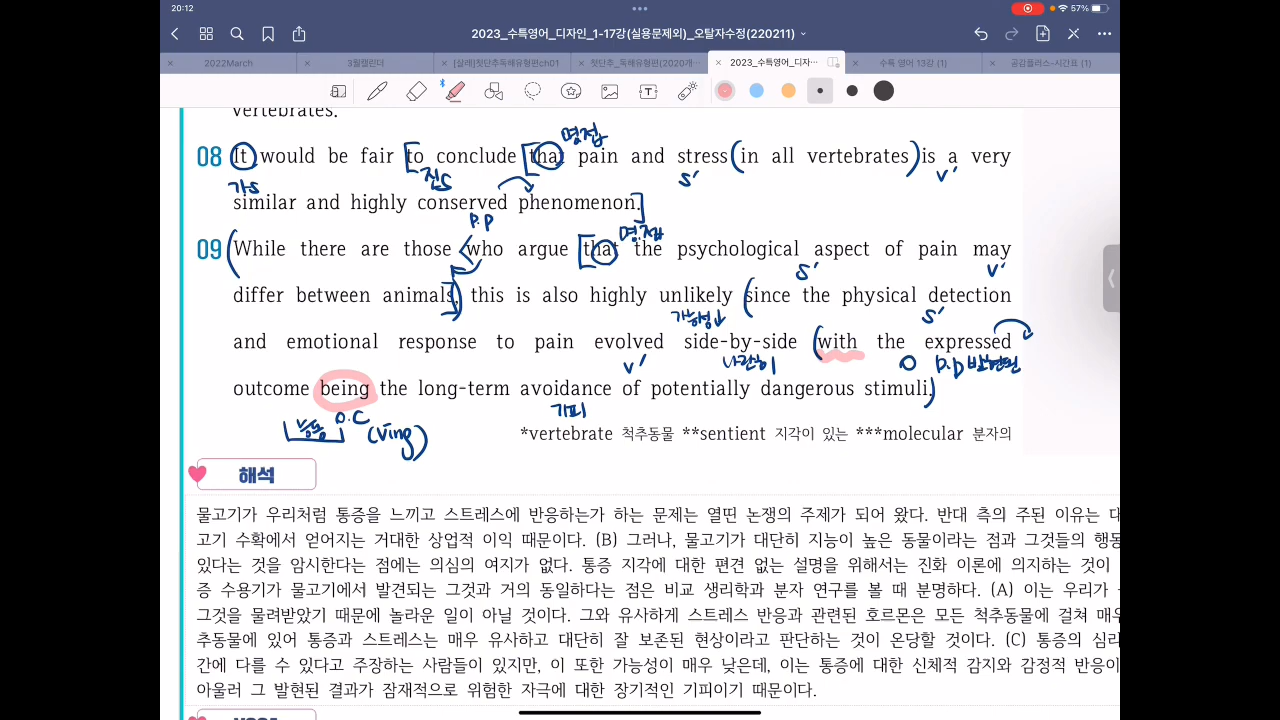 20:12
57%
2023_수특영어_디자인_1-17강(실용문제외)_오탈자수정(220211)
× 2022March × 3월캘린더 × [실례]첫단추독해유형편ch01 × 첫단추_독해유형편(2020개… × 2023_수특영어_디자… × 수특 영어 13강 (1) × 공감플러스-시간표 (1)
vertebrates.
명접
08 It would be fair to conclude that pain and stress (in all vertebrates) is a very
가S 진S S' V'
similar and highly conserved phenomenon.]
P.P 명접
09 (While there are those who argue that the psychological aspect of pain may
S' V'
differ between animals), this is also highly unlikely (since the physical detection
가능성↓ S'
and emotional response to pain evolved side-by-side (with the expressed
V' 나란히 O P.P 발현된
outcome being the long-term avoidance of potentially dangerous stimuli.)
능동 O.C (Ving) 기피
*vertebrate 척추동물 **sentient 지각이 있는 ***molecular 분자의
해석
물고기가 우리처럼 통증을 느끼고 스트레스에 반응하는가 하는 문제는 열띤 논쟁의 주제가 되어 왔다. 반대 측의 주된 이유는 대
고기 수확에서 얻어지는 거대한 상업적 이익 때문이다. (B) 그러나, 물고기가 대단히 지능이 높은 동물이라는 점과 그것들의 행동
있다는 것을 암시한다는 점에는 의심의 여지가 없다. 통증 지각에 대한 편견 없는 설명을 위해서는 진화 이론에 의지하는 것이
증 수용기가 물고기에서 발견되는 그것과 거의 동일하다는 점은 비교 생리학과 분자 연구를 볼 때 분명하다. (A) 이는 우리가
그것을 물려받았기 때문에 놀라운 일이 아닐 것이다. 그와 유사하게 스트레스 반응과 관련된 호르몬은 모든 척추동물에 걸쳐 매우
추동물에 있어 통증과 스트레스는 매우 유사하고 대단히 잘 보존된 현상이라고 판단하는 것이 온당할 것이다. (C) 통증의 심리
간에 다를 수 있다고 주장하는 사람들이 있지만, 이 또한 가능성이 매우 낮은데, 이는 통증에 대한 신체적 감지와 감정적 반응이
아울러 그 발현된 결과가 잠재적으로 위험한 자극에 대한 장기적인 기피이기 때문이다.